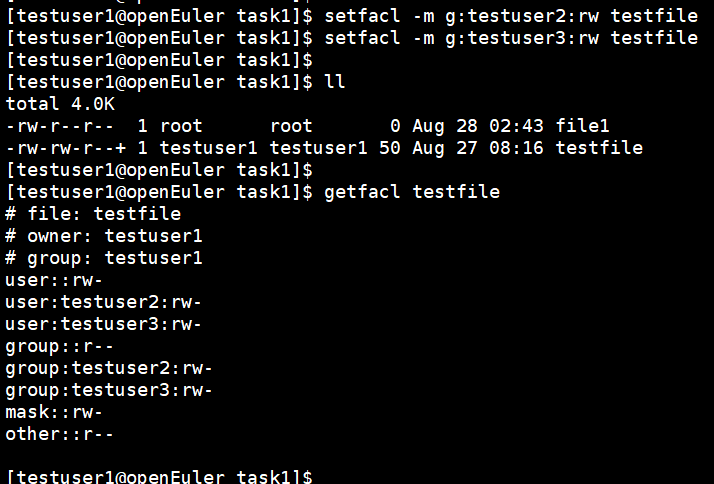 [testuser1@openEuler task1]$ setfacl -m g:testuser2:rw testfile
[testuser1@openEuler task1]$ setfacl -m g:testuser3:rw testfile
[testuser1@openEuler task1]$
[testuser1@openEuler task1]$ ll
total 4.0K
-rw-r--r--  1 root      root       0 Aug 28 02:43 file1
-rw-rw-r--+ 1 testuser1 testuser1 50 Aug 27 08:16 testfile
[testuser1@openEuler task1]$
[testuser1@openEuler task1]$ getfacl testfile
# file: testfile
# owner: testuser1
# group: testuser1
user::rw-
user:testuser2:rw-
user:testuser3:rw-
group::r--
group:testuser2:rw-
group:testuser3:rw-
mask::rw-
other::r--

[testuser1@openEuler task1]$